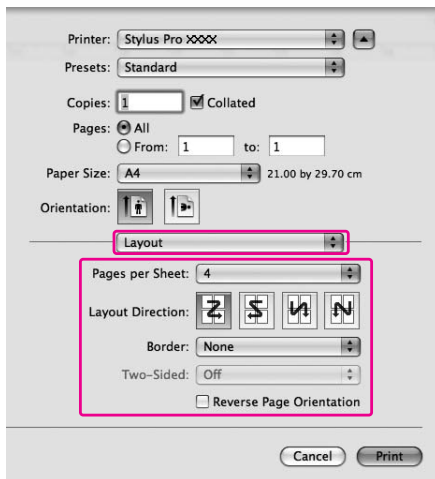 Printer: Stylus Pro XXXX
Presets: Standard
Copies: 1 Collated
Pages: All
From: 1 to: 1
Paper Size: A4 21.00 by 29.70 cm
Orientation:
Layout
Pages per Sheet: 4
Layout Direction:
Border: None
Two-Sided: Off
Reverse Page Orientation
Cancel Print